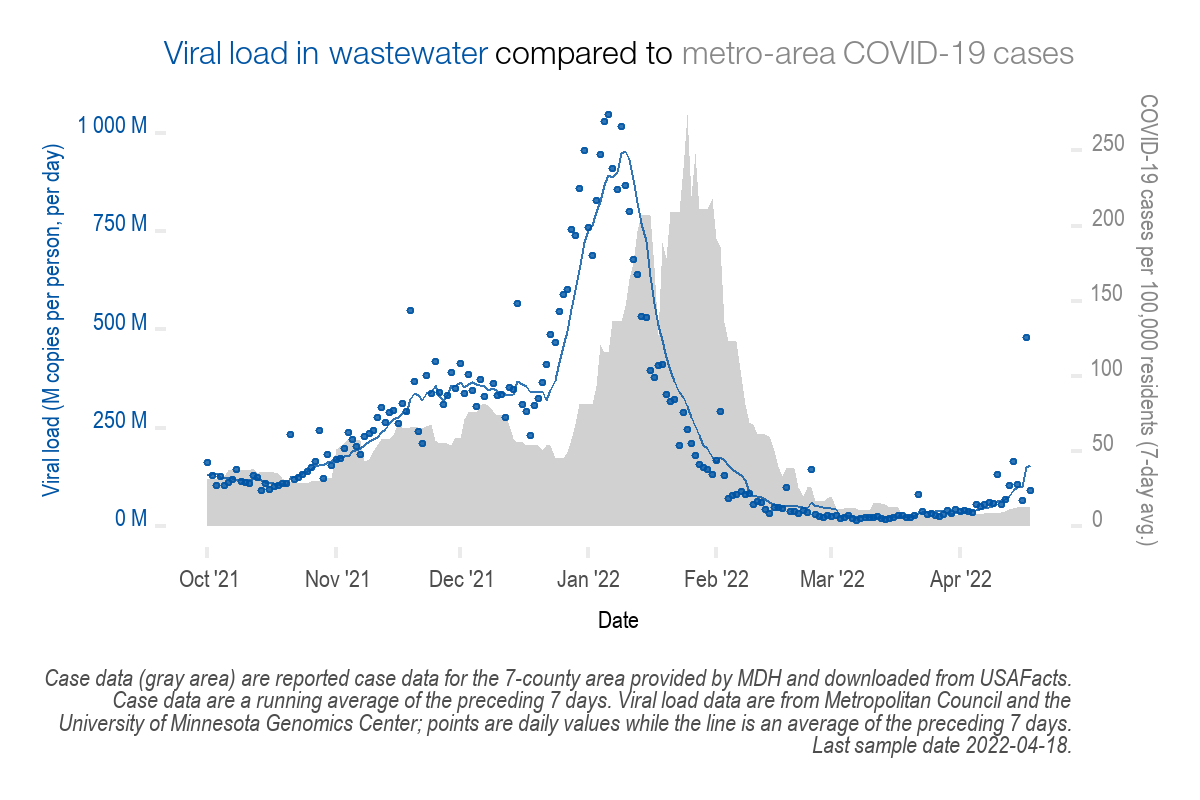 Viral load in wastewater compared to metro-area COVID-19 cases
Viral load (M copies per person, per day)
1 000 M
750 M
500 M
250 M
0 M
COVID-19 cases per 100,000 residents (7-day avg.)
250
200
150
100
50
0
Oct '21 Nov '21 Dec '21 Jan '22 Feb '22 Mar '22 Apr '22
Date
Case data (gray area) are reported case data for the 7-county area provided by MDH and downloaded from USAFacts.
Case data are a running average of the preceding 7 days. Viral load data are from Metropolitan Council and the
University of Minnesota Genomics Center; points are daily values while the line is an average of the preceding 7 days.
Last sample date 2022-04-18.